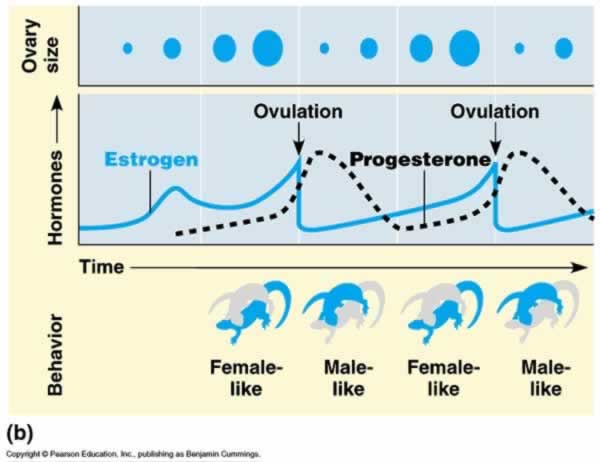 Ovary
size
Ovulation
Ovulation
Estrogen
Progesterone
Hormones
Time
Behavior
Female-
like
Male-
like
Female-
like
Male-
like
(b)
Copyright © Pearson Education, Inc., publishing as Benjamin Cummings.